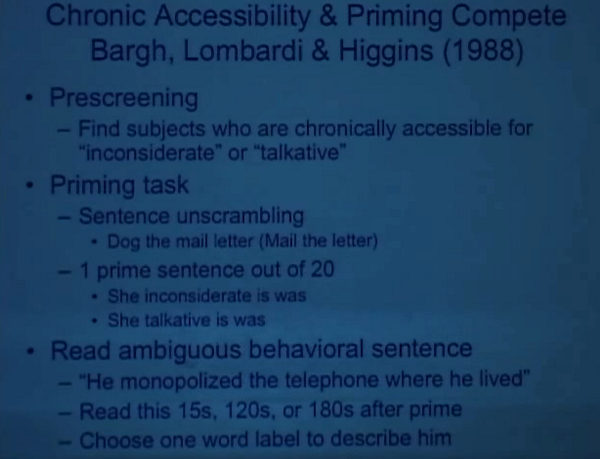 Chronic Accessibility & Priming Compete
Bargh, Lombardi & Higgins (1988)
• Prescreening
– Find subjects who are chronically accessible for
“inconsiderate” or “talkative”
• Priming task
– Sentence unscrambling
• Dog the mail letter (Mail the letter)
– 1 prime sentence out of 20
• She inconsiderate is was
• She talkative is was
• Read ambiguous behavioral sentence
– “He monopolized the telephone where he lived”
– Read this 15s, 120s, or 180s after prime
– Choose one word label to describe him